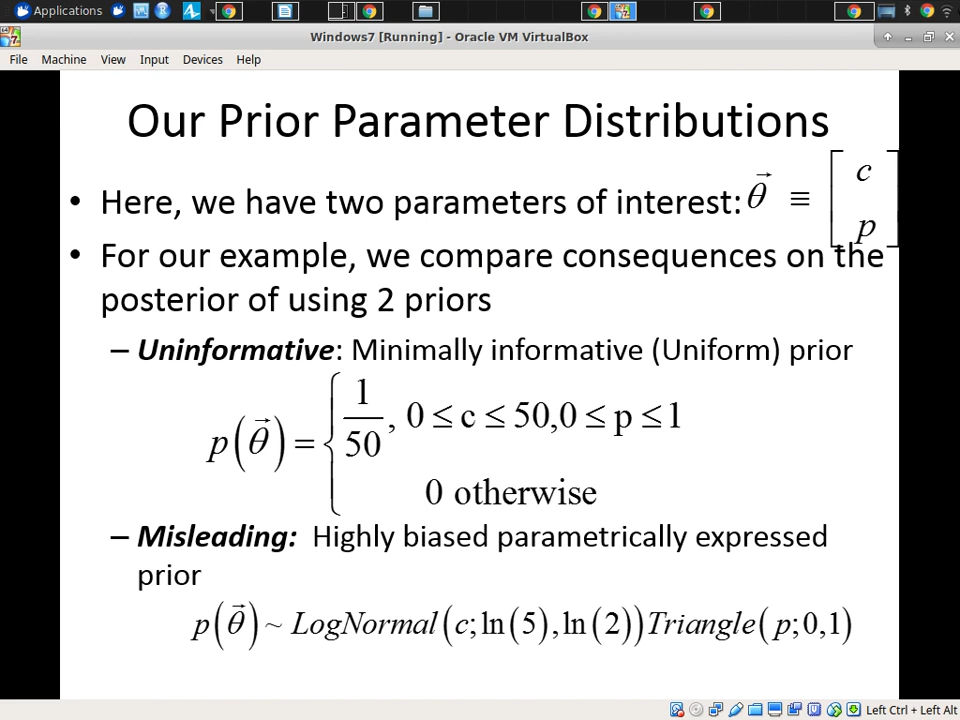 Applications
Windows7 [Running] - Oracle VM VirtualBox
File Machine View Input Devices Help
Our Prior Parameter Distributions
• Here, we have two parameters of interest: θ⃗ ≡ [c p]
• For our example, we compare consequences on the
posterior of using 2 priors
– Uninformative: Minimally informative (Uniform) prior
p(θ⃗) = { 1/50, 0 ≤ c ≤ 50,0 ≤ p ≤ 1
0 otherwise
– Misleading: Highly biased parametrically expressed
prior
p(θ⃗) ~ LogNormal(c;ln(5),ln(2))Triangle(p;0,1)
Left Ctrl + Left Alt